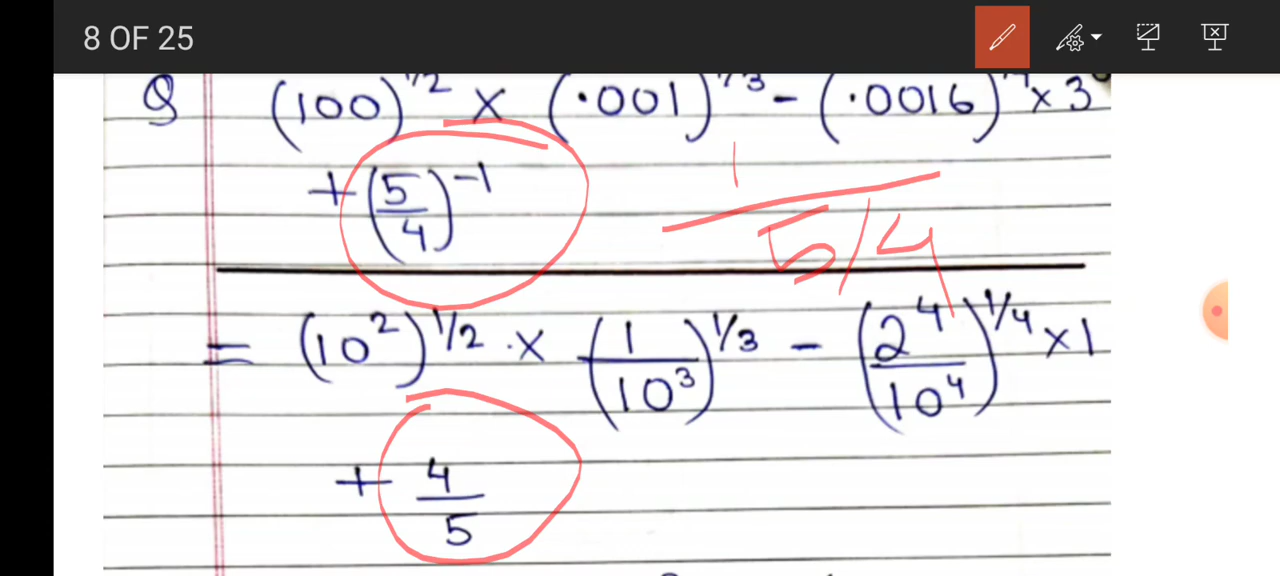 8 OF 25
Q (100)^1/2 × (.001)^1/3 - (.0016)^1/4 × 3^0
+ (5/4)^-1
1
5/4
= (10^2)^1/2 × (1/10^3)^1/3 - (2^4/10^4)^1/4 × 1
+ 4/5